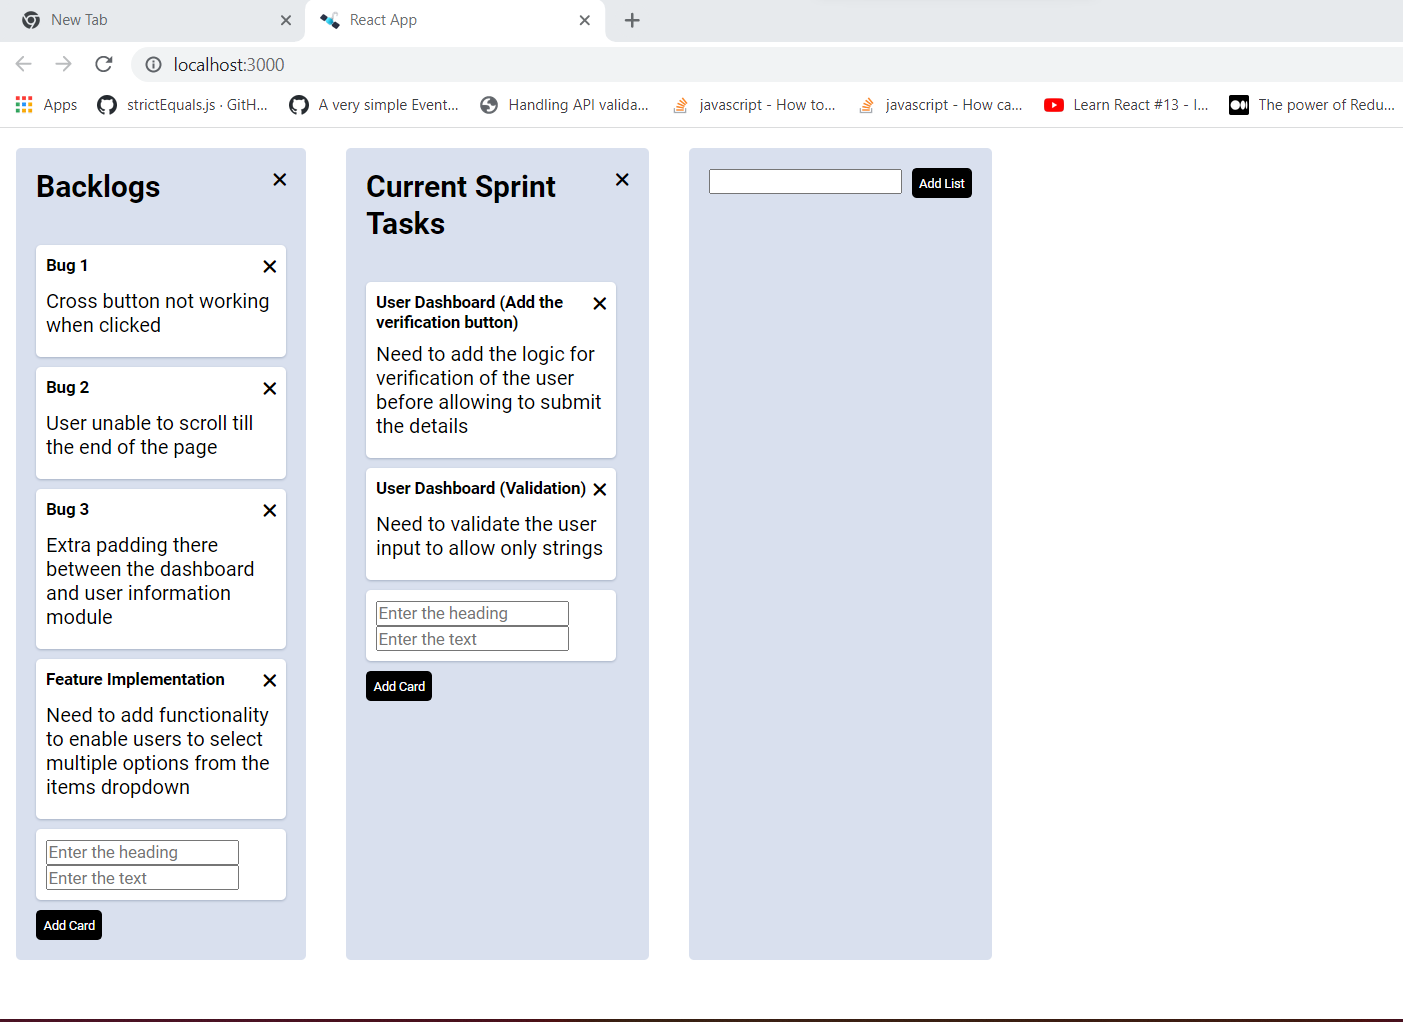 New Tab
React App
localhost:3000
Apps
strictEquals.js · GitH...
A very simple Event...
Handling API valida...
javascript - How to...
javascript - How ca...
Learn React #13 - I...
The power of Redu...
Backlogs
Bug 1
Cross button not working
when clicked
Bug 2
User unable to scroll till
the end of the page
Bug 3
Extra padding there
between the dashboard
and user information
module
Feature Implementation
Need to add functionality
to enable users to select
multiple options from the
items dropdown
Enter the heading
Enter the text
Add Card
Current Sprint
Tasks
User Dashboard (Add the
verification button)
Need to add the logic for
verification of the user
before allowing to submit
the details
User Dashboard (Validation)
Need to validate the user
input to allow only strings
Enter the heading
Enter the text
Add Card
Add List